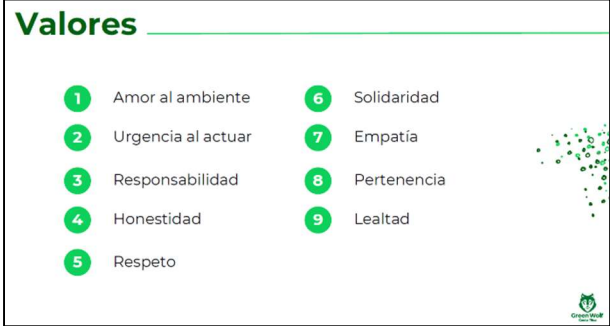 Valores
1 Amor al ambiente
2 Urgencia al actuar
3 Responsabilidad
4 Honestidad
5 Respeto
6 Solidaridad
7 Empatía
8 Pertenencia
9 Lealtad
Green Wolf